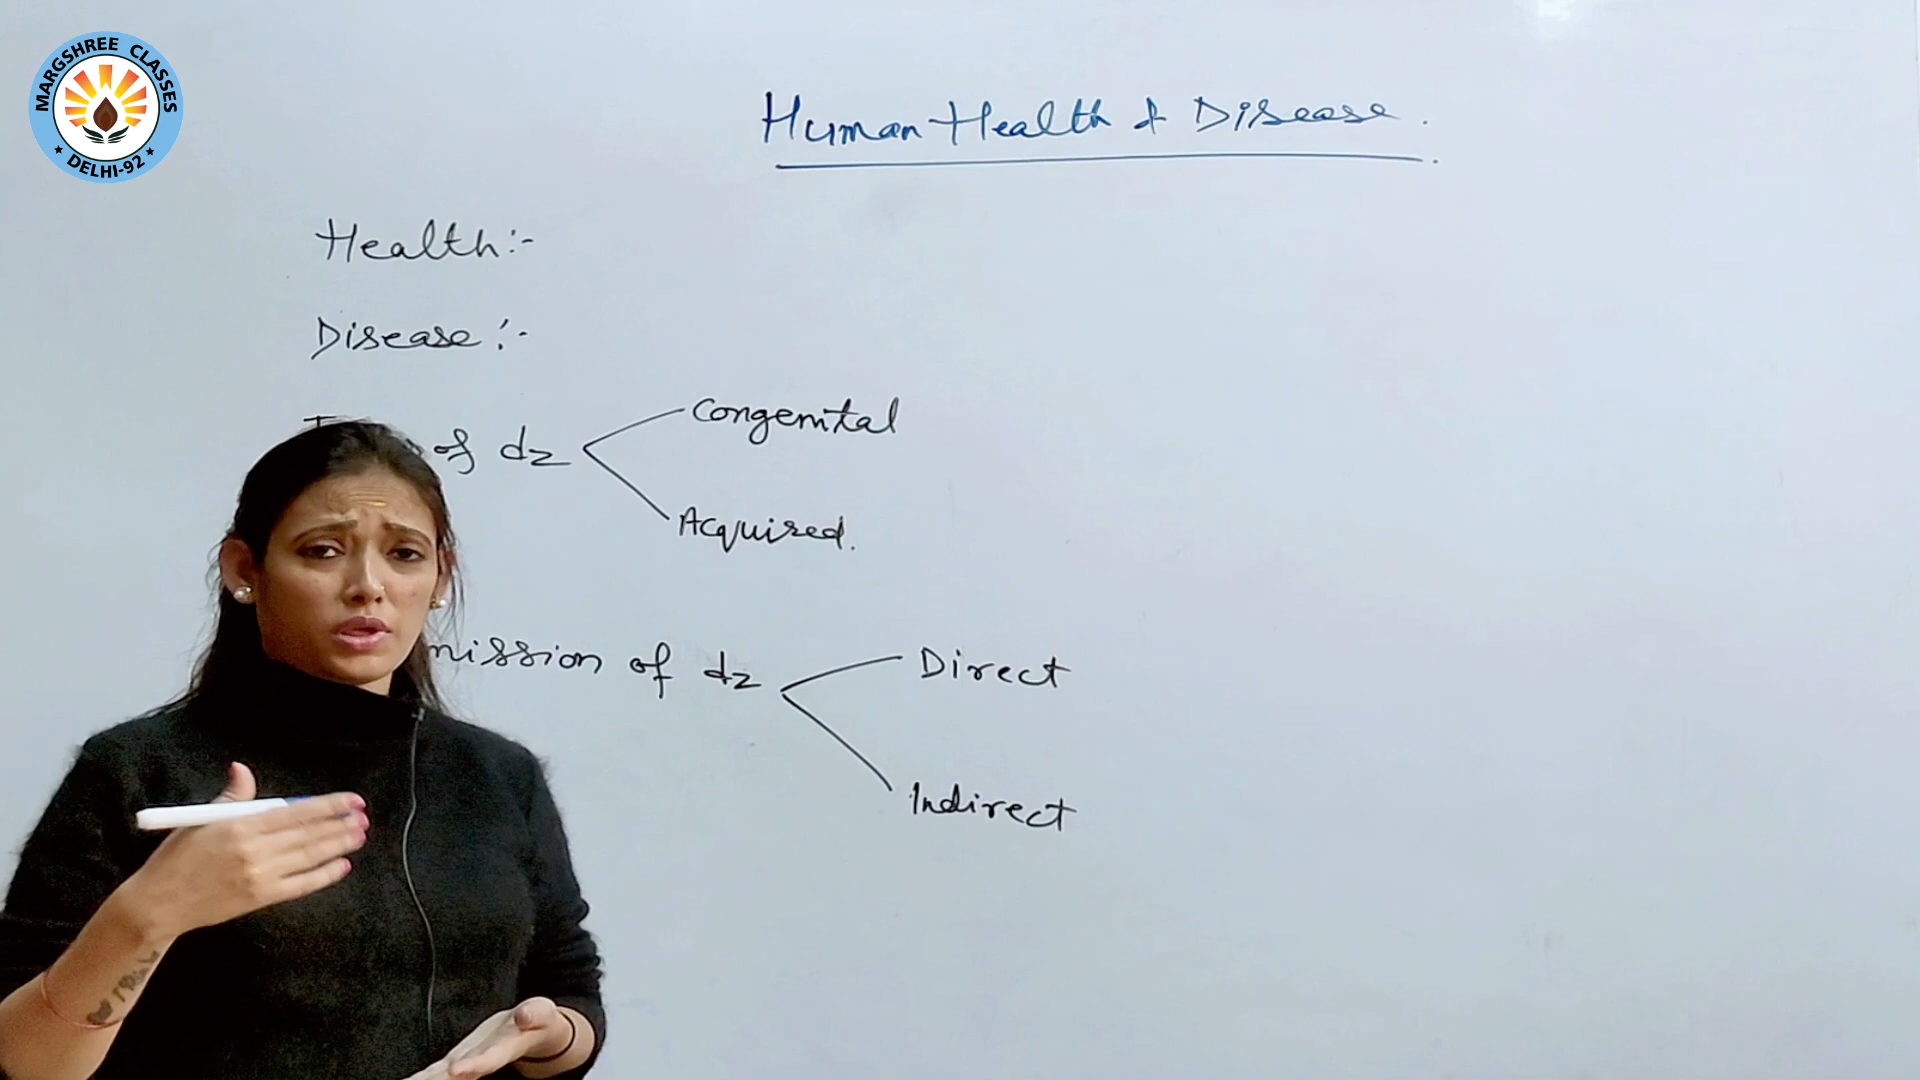 MARGSHREE CLASSES
DELHI-92
Human Health & Disease.
Health:-
Disease:-
of dz
Congenital
Acquired.
mission of dz
Direct
Indirect